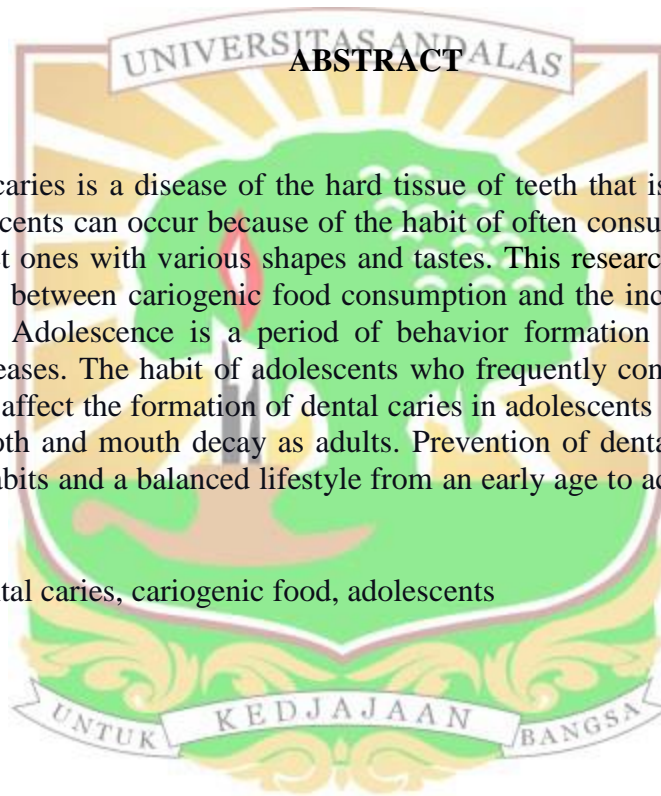 UNIVERSITAS ANDALAS
ABSTRACT
caries is a disease of the hard tissue of teeth that is
cents can occur because of the habit of often consu
t ones with various shapes and tastes. This research
between cariogenic food consumption and the inc
Adolescence is a period of behavior formation
eases. The habit of adolescents who frequently con
affect the formation of dental caries in adolescents
oth and mouth decay as adults. Prevention of denta
abits and a balanced lifestyle from an early age to ac
tal caries, cariogenic food, adolescents
UNTUK KEDJAJAAN BANGSA